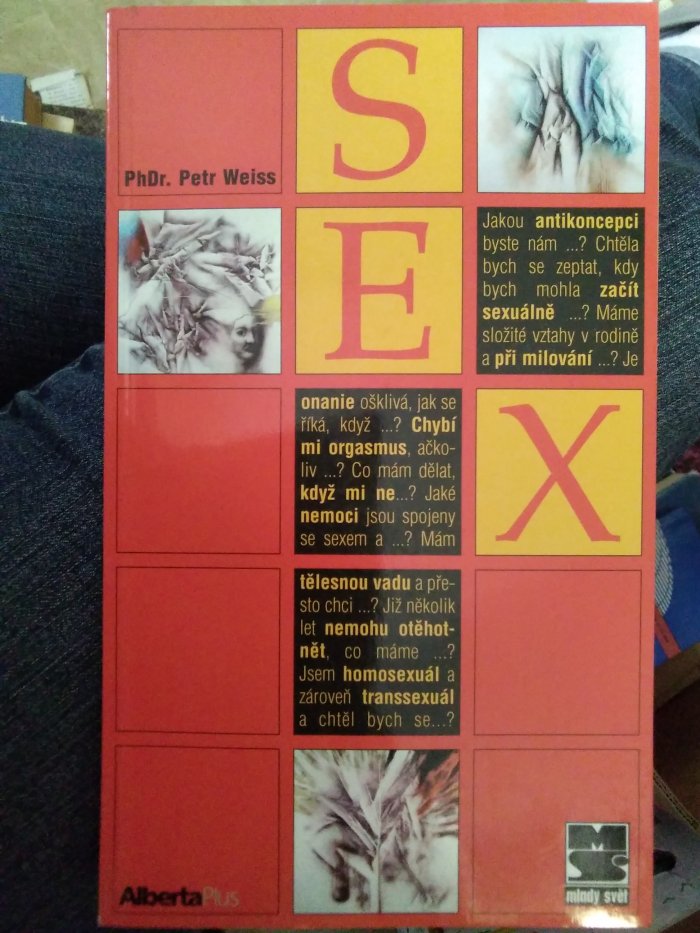 PhDr. Petr Weiss
S
E
X
Jakou antikoncepci
byste nám ...? Chtěla
bych se zeptat, kdy
bych mohla začít
sexuálně ...? Máme
složité vztahy v rodině
a při milování ...? Je
onanie ošklivá, jak se
říká, když ...? Chybí
mi orgasmus, ačko-
liv ...? Co mám dělat,
když mi ne...? Jaké
nemoci jsou spojeny
se sexem a ...? Mám
tělesnou vadu a pře-
sto chci ...? Již několik
let nemohu otěhot-
nět, co máme ...?
Jsem homosexuál a
zároveň transsexuál
a chtěl bych se...?
AlbertaPlus
MS
mladý svět